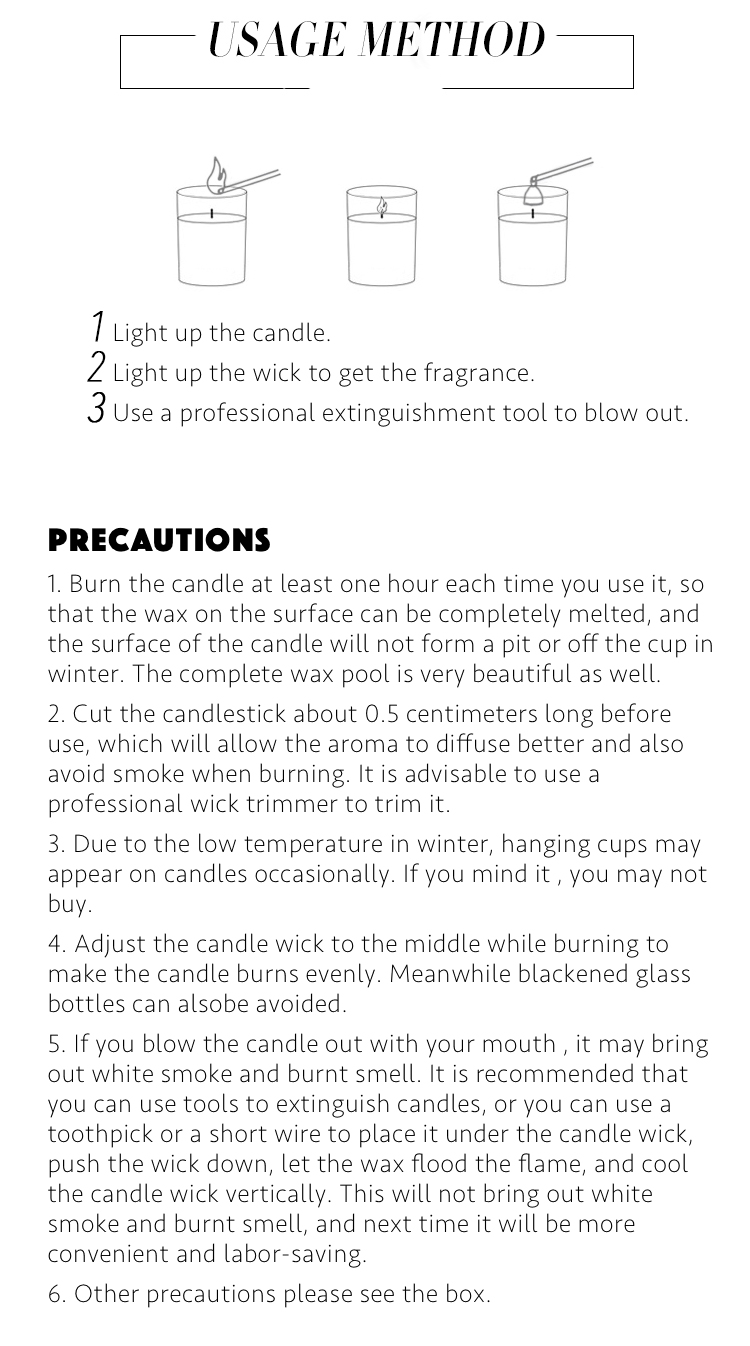 USAGE METHOD
1 Light up the candle.
2 Light up the wick to get the fragrance.
3 Use a professional extinguishment tool to blow out.
PRECAUTIONS
1. Burn the candle at least one hour each time you use it, so
that the wax on the surface can be completely melted, and
the surface of the candle will not form a pit or off the cup in
winter. The complete wax pool is very beautiful as well.
2. Cut the candlestick about 0.5 centimeters long before
use, which will allow the aroma to diffuse better and also
avoid smoke when burning. It is advisable to use a
professional wick trimmer to trim it.
3. Due to the low temperature in winter, hanging cups may
appear on candles occasionally. If you mind it , you may not
buy.
4. Adjust the candle wick to the middle while burning to
make the candle burns evenly. Meanwhile blackened glass
bottles can alsobe avoided.
5. If you blow the candle out with your mouth , it may bring
out white smoke and burnt smell. It is recommended that
you can use tools to extinguish candles, or you can use a
toothpick or a short wire to place it under the candle wick,
push the wick down, let the wax flood the flame, and cool
the candle wick vertically. This will not bring out white
smoke and burnt smell, and next time it will be more
convenient and labor-saving.
6. Other precautions please see the box.